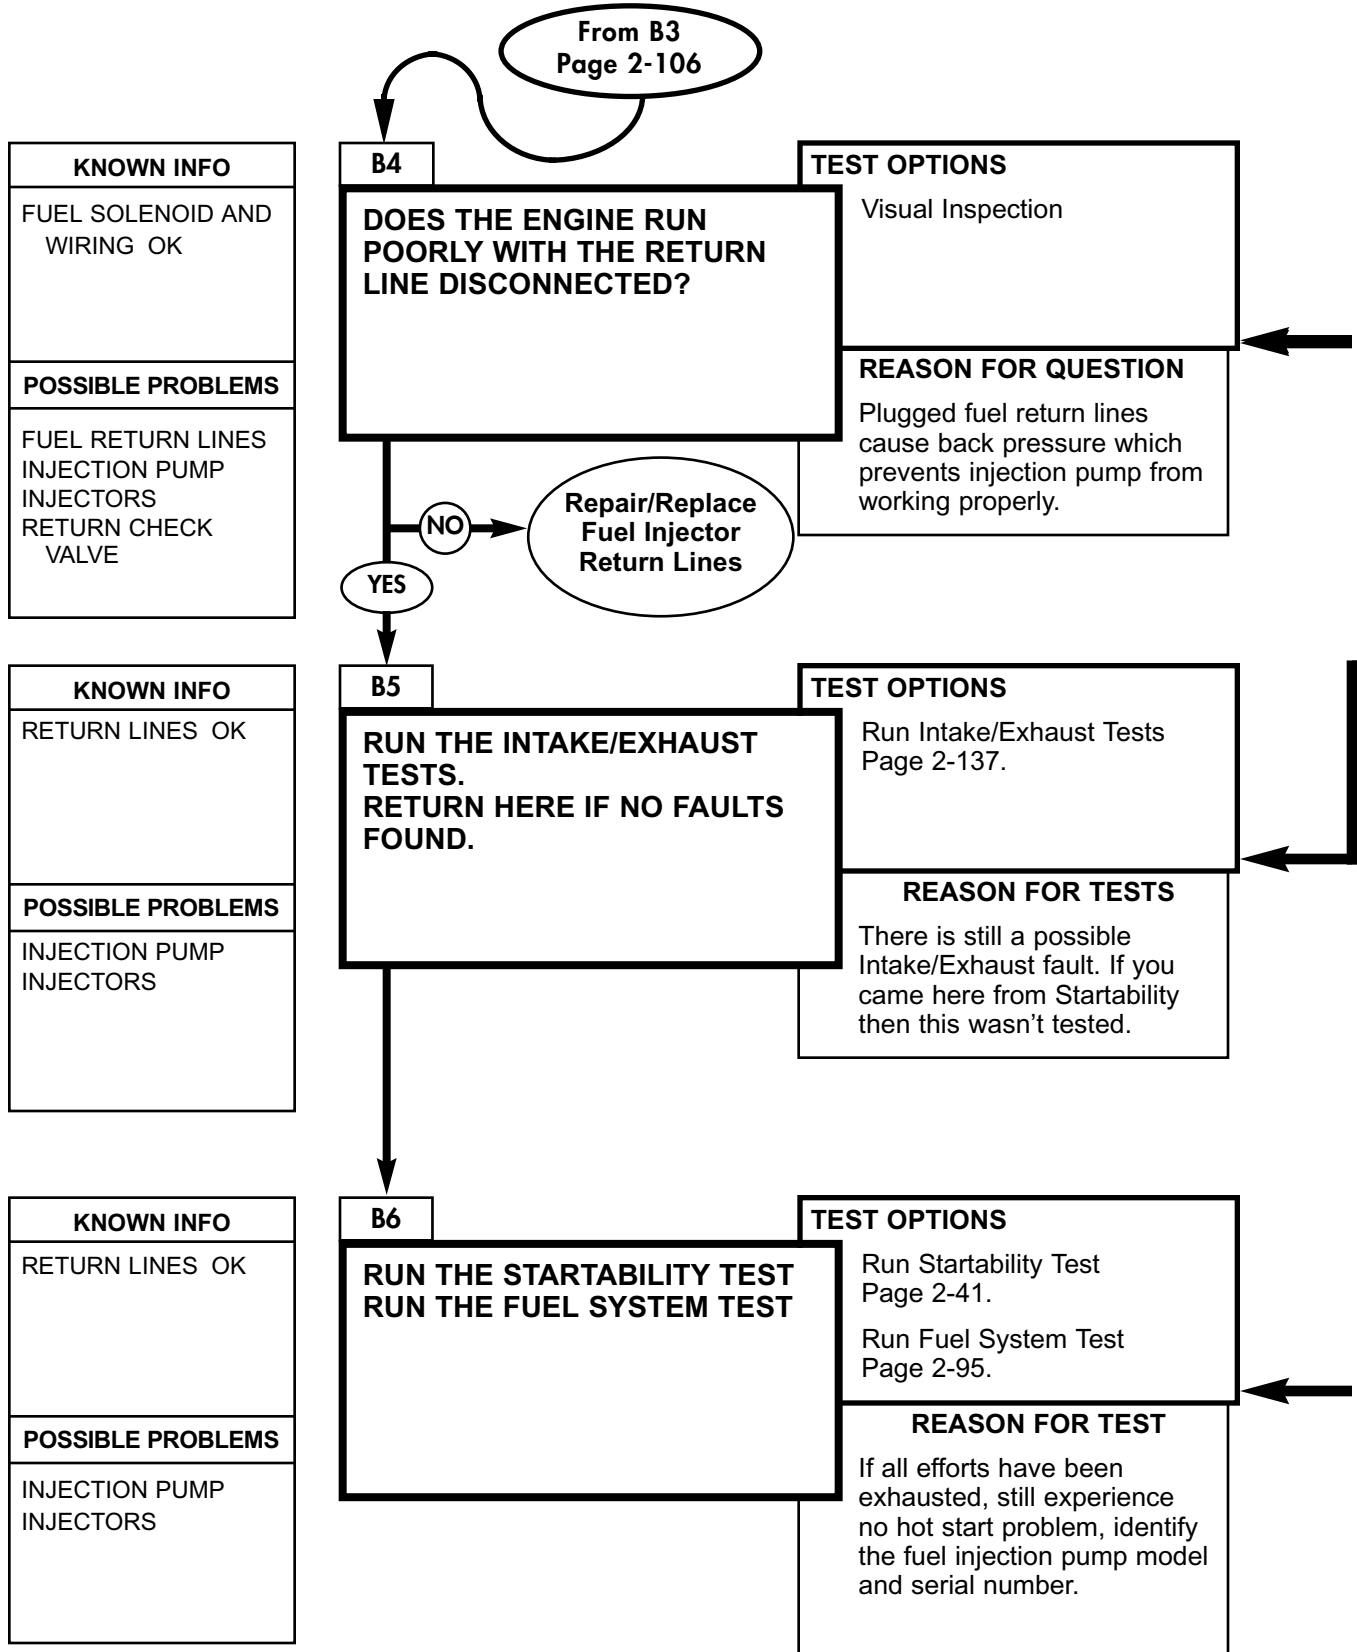 From B3
Page 2-106
KNOWN INFO
FUEL SOLENOID AND
WIRING OK
POSSIBLE PROBLEMS
FUEL RETURN LINES
INJECTION PUMP
INJECTORS
RETURN CHECK
VALVE
B4
DOES THE ENGINE RUN
POORLY WITH THE RETURN
LINE DISCONNECTED?
TEST OPTIONS
Visual Inspection
REASON FOR QUESTION
Plugged fuel return lines
cause back pressure which
prevents injection pump from
working properly.
NO
Repair/Replace
Fuel Injector
Return Lines
YES
KNOWN INFO
RETURN LINES OK
POSSIBLE PROBLEMS
INJECTION PUMP
INJECTORS
B5
RUN THE INTAKE/EXHAUST
TESTS.
RETURN HERE IF NO FAULTS
FOUND.
TEST OPTIONS
Run Intake/Exhaust Tests
Page 2-137.
REASON FOR TESTS
There is still a possible
Intake/Exhaust fault. If you
came here from Startability
then this wasn't tested.
KNOWN INFO
RETURN LINES OK
POSSIBLE PROBLEMS
INJECTION PUMP
INJECTORS
B6
RUN THE STARTABILITY TEST
RUN THE FUEL SYSTEM TEST
TEST OPTIONS
Run Startability Test
Page 2-41.
Run Fuel System Test
Page 2-95.
REASON FOR TEST
If all efforts have been
exhausted, still experience
no hot start problem, identify
the fuel injection pump model
and serial number.